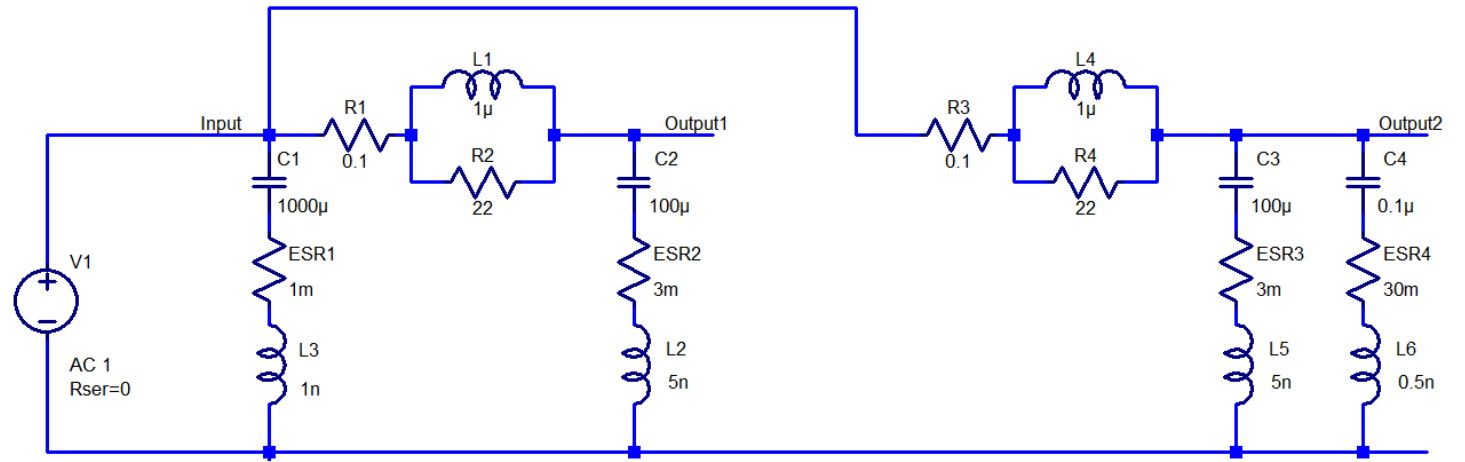 L1
1µ
L4
1µ
Input
R1
0.1
R2
22
Output1
R3
0.1
R4
22
Output2
C1
1000µ
C2
100µ
C3
100µ
C4
0.1µ
V1
ESR1
1m
ESR2
3m
ESR3
3m
ESR4
30m
AC 1
Rser=0
L3
1n
L2
5n
L5
5n
L6
0.5n